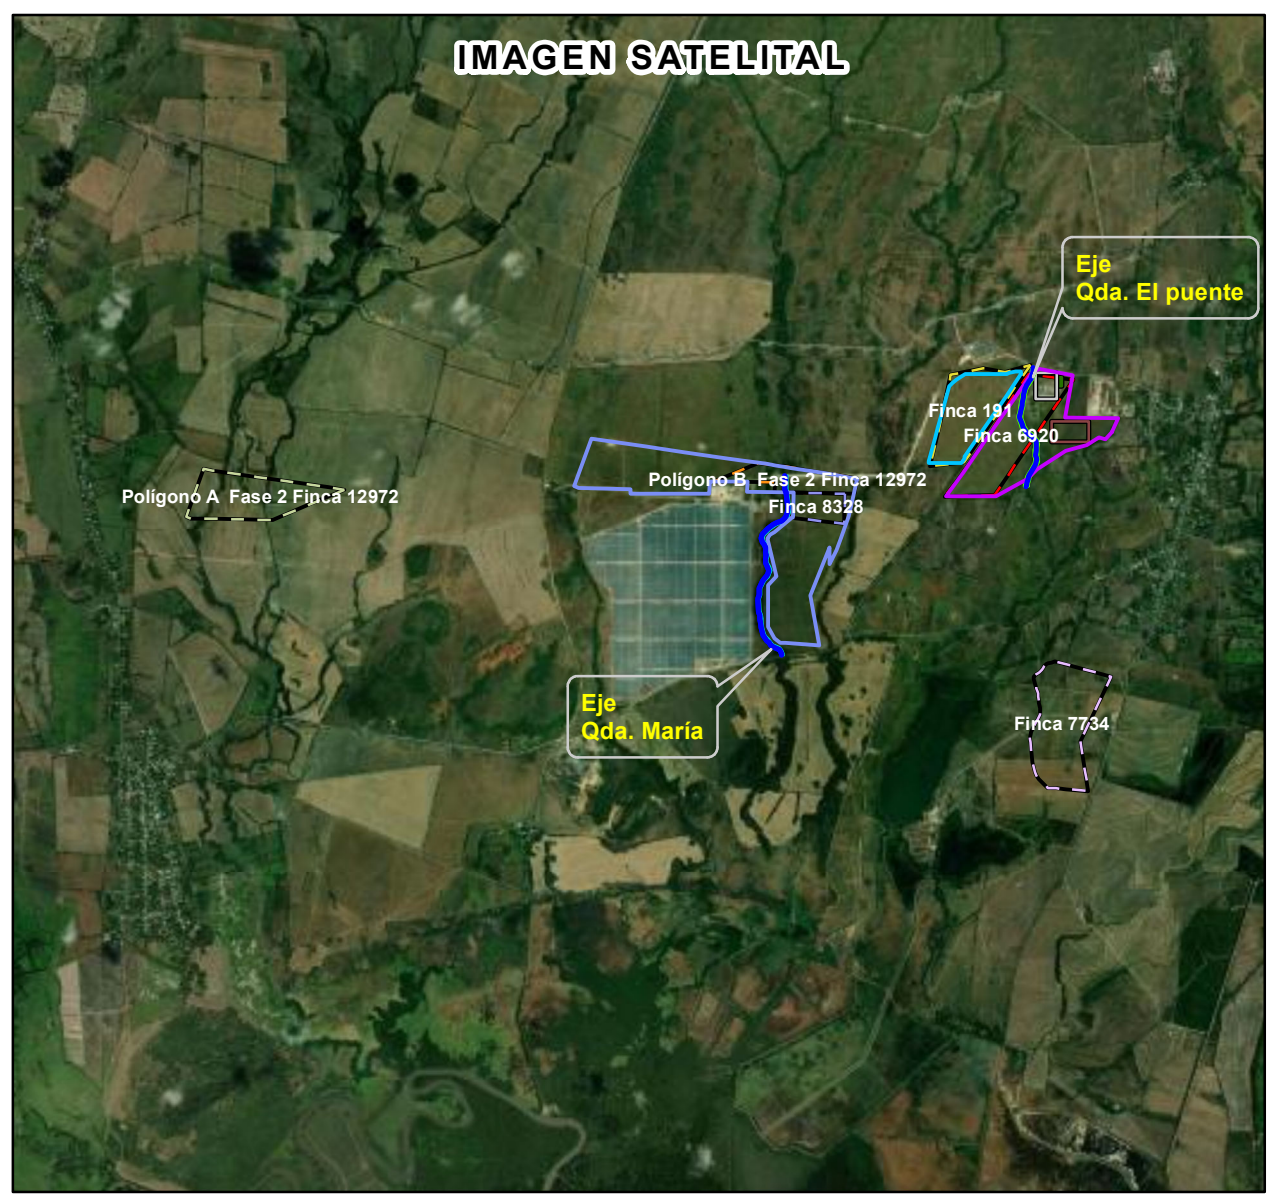 IMAGEN SATELITAL
Eje
Qda. El puente
Finca 191
Finca 6920
Polígono B Fase 2 Finca 12972
Polígono A Fase 2 Finca 12972
Finca 8328
Eje
Qda. María
Finca 7734